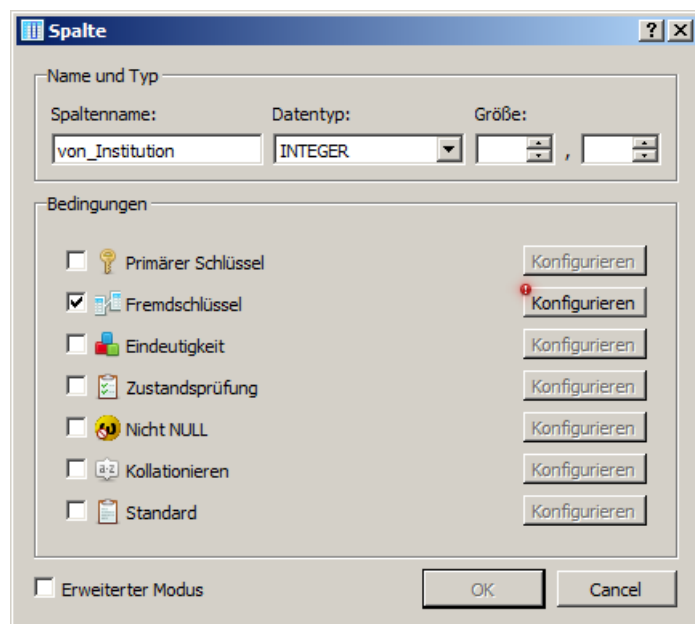 Spalte
Name und Typ
Spaltenname: Datentyp: Größe:
von_Institution INTEGER ,
Bedingungen
Primärer Schlüssel Konfigurieren
Fremdschlüssel Konfigurieren
Eindeutigkeit Konfigurieren
Zustandsprüfung Konfigurieren
Nicht NULL Konfigurieren
a-z Kollationieren Konfigurieren
Standard Konfigurieren
Erweiterter Modus OK Cancel